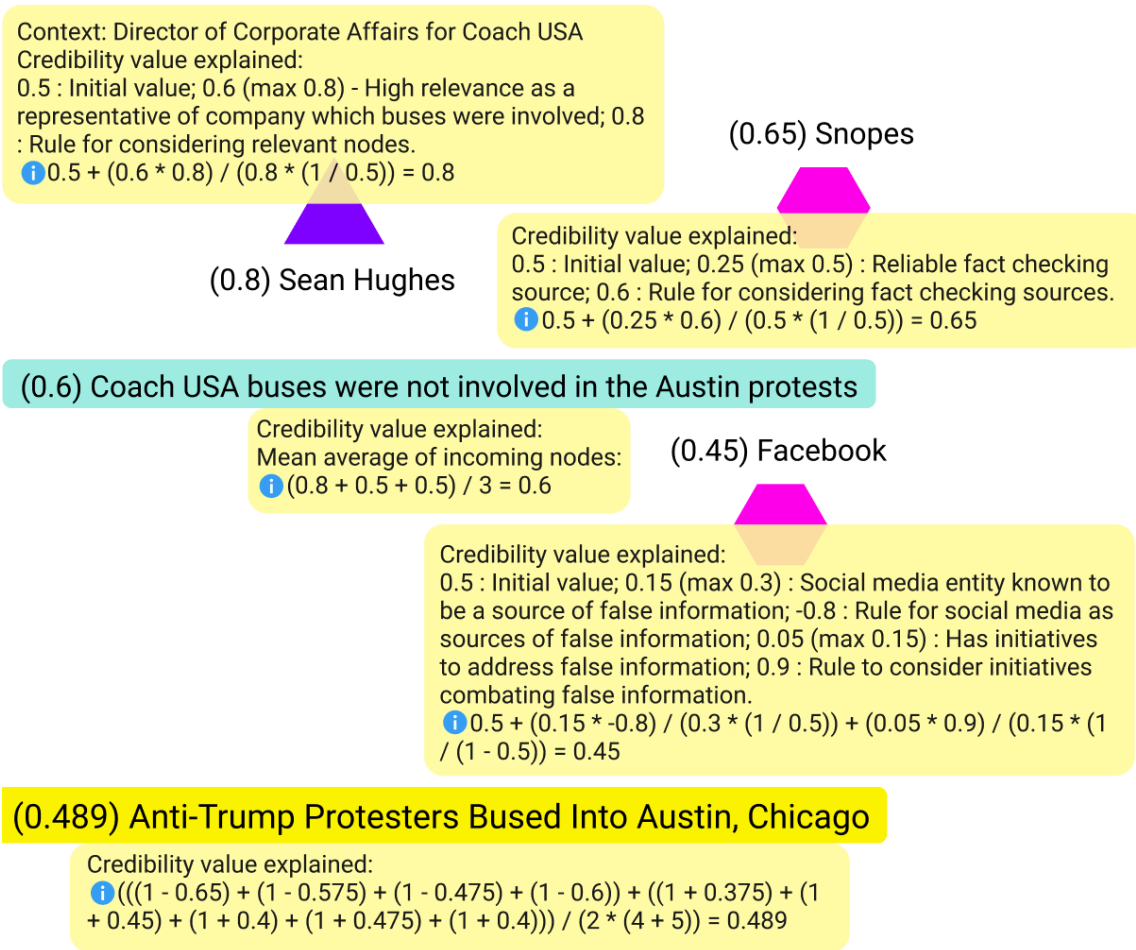 Context: Director of Corporate Affairs for Coach USA
Credibility value explained:
0.5 : Initial value; 0.6 (max 0.8) - High relevance as a
representative of company which buses were involved; 0.8
: Rule for considering relevant nodes.
i 0.5 + (0.6 * 0.8) / (0.8 * (1 / 0.5)) = 0.8
(0.8) Sean Hughes
(0.65) Snopes
Credibility value explained:
0.5 : Initial value; 0.25 (max 0.5) : Reliable fact checking
source; 0.6 : Rule for considering fact checking sources.
i 0.5 + (0.25 * 0.6) / (0.5 * (1 / 0.5)) = 0.65
(0.6) Coach USA buses were not involved in the Austin protests
Credibility value explained:
Mean average of incoming nodes:
i (0.8 + 0.5 + 0.5) / 3 = 0.6
(0.45) Facebook
Credibility value explained:
0.5 : Initial value; 0.15 (max 0.3) : Social media entity known to
be a source of false information; -0.8 : Rule for social media as
sources of false information; 0.05 (max 0.15) : Has initiatives
to address false information; 0.9 : Rule to consider initiatives
combating false information.
i 0.5 + (0.15 * -0.8) / (0.3 * (1 / 0.5)) + (0.05 * 0.9) / (0.15 * (1
/ (1 - 0.5)) = 0.45
(0.489) Anti-Trump Protesters Bused Into Austin, Chicago
Credibility value explained:
i (((1 - 0.65) + (1 - 0.575) + (1 - 0.475) + (1 - 0.6)) + ((1 + 0.375) + (1
+ 0.45) + (1 + 0.4) + (1 + 0.475) + (1 + 0.4))) / (2 * (4 + 5)) = 0.489